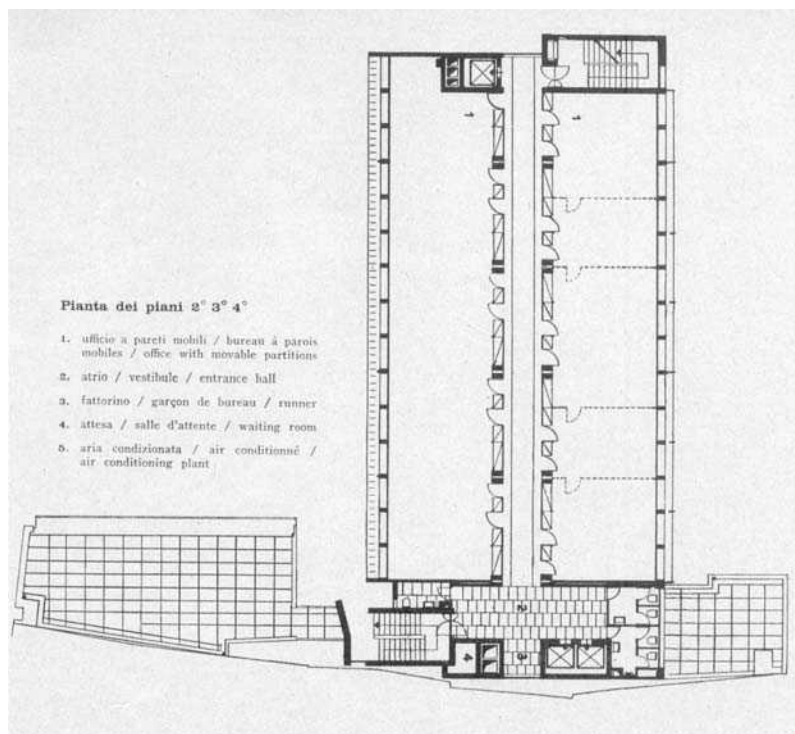 Pianta dei piani 2° 3° 4°
1. ufficio a pareti mobili / bureau à parois
mobiles / office with movable partitions
2. atrio / vestibule / entrance hall
3. fattorino / garçon de bureau / runner
4. attesa / salle d'attente / waiting room
5. aria condizionata / air conditionné /
air conditioning plant
1
1
2
3
4